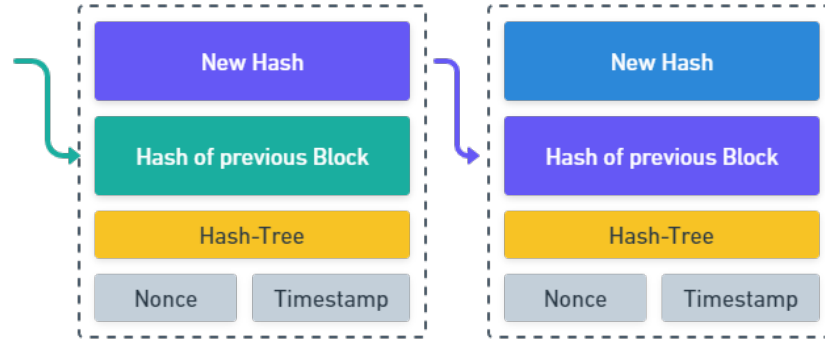 New Hash
Hash of previous Block
Hash-Tree
Nonce
Timestamp
New Hash
Hash of previous Block
Hash-Tree
Nonce
Timestamp